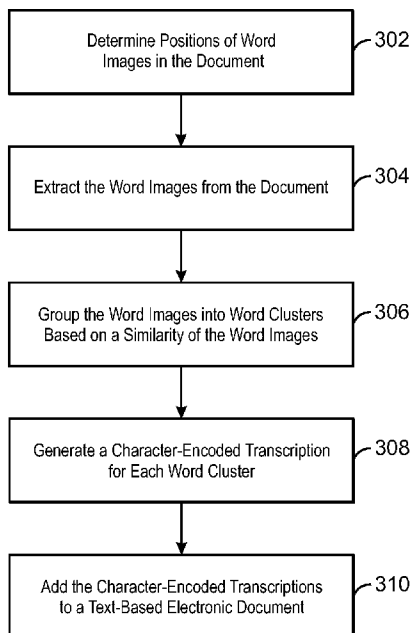 Determine Positions of Word
Images in the Document
302
Extract the Word Images from the Document
304
Group the Word Images into Word Clusters
Based on a Similarity of the Word Images
306
Generate a Character-Encoded Transcription
for Each Word Cluster
308
Add the Character-Encoded Transcriptions
to a Text-Based Electronic Document
310